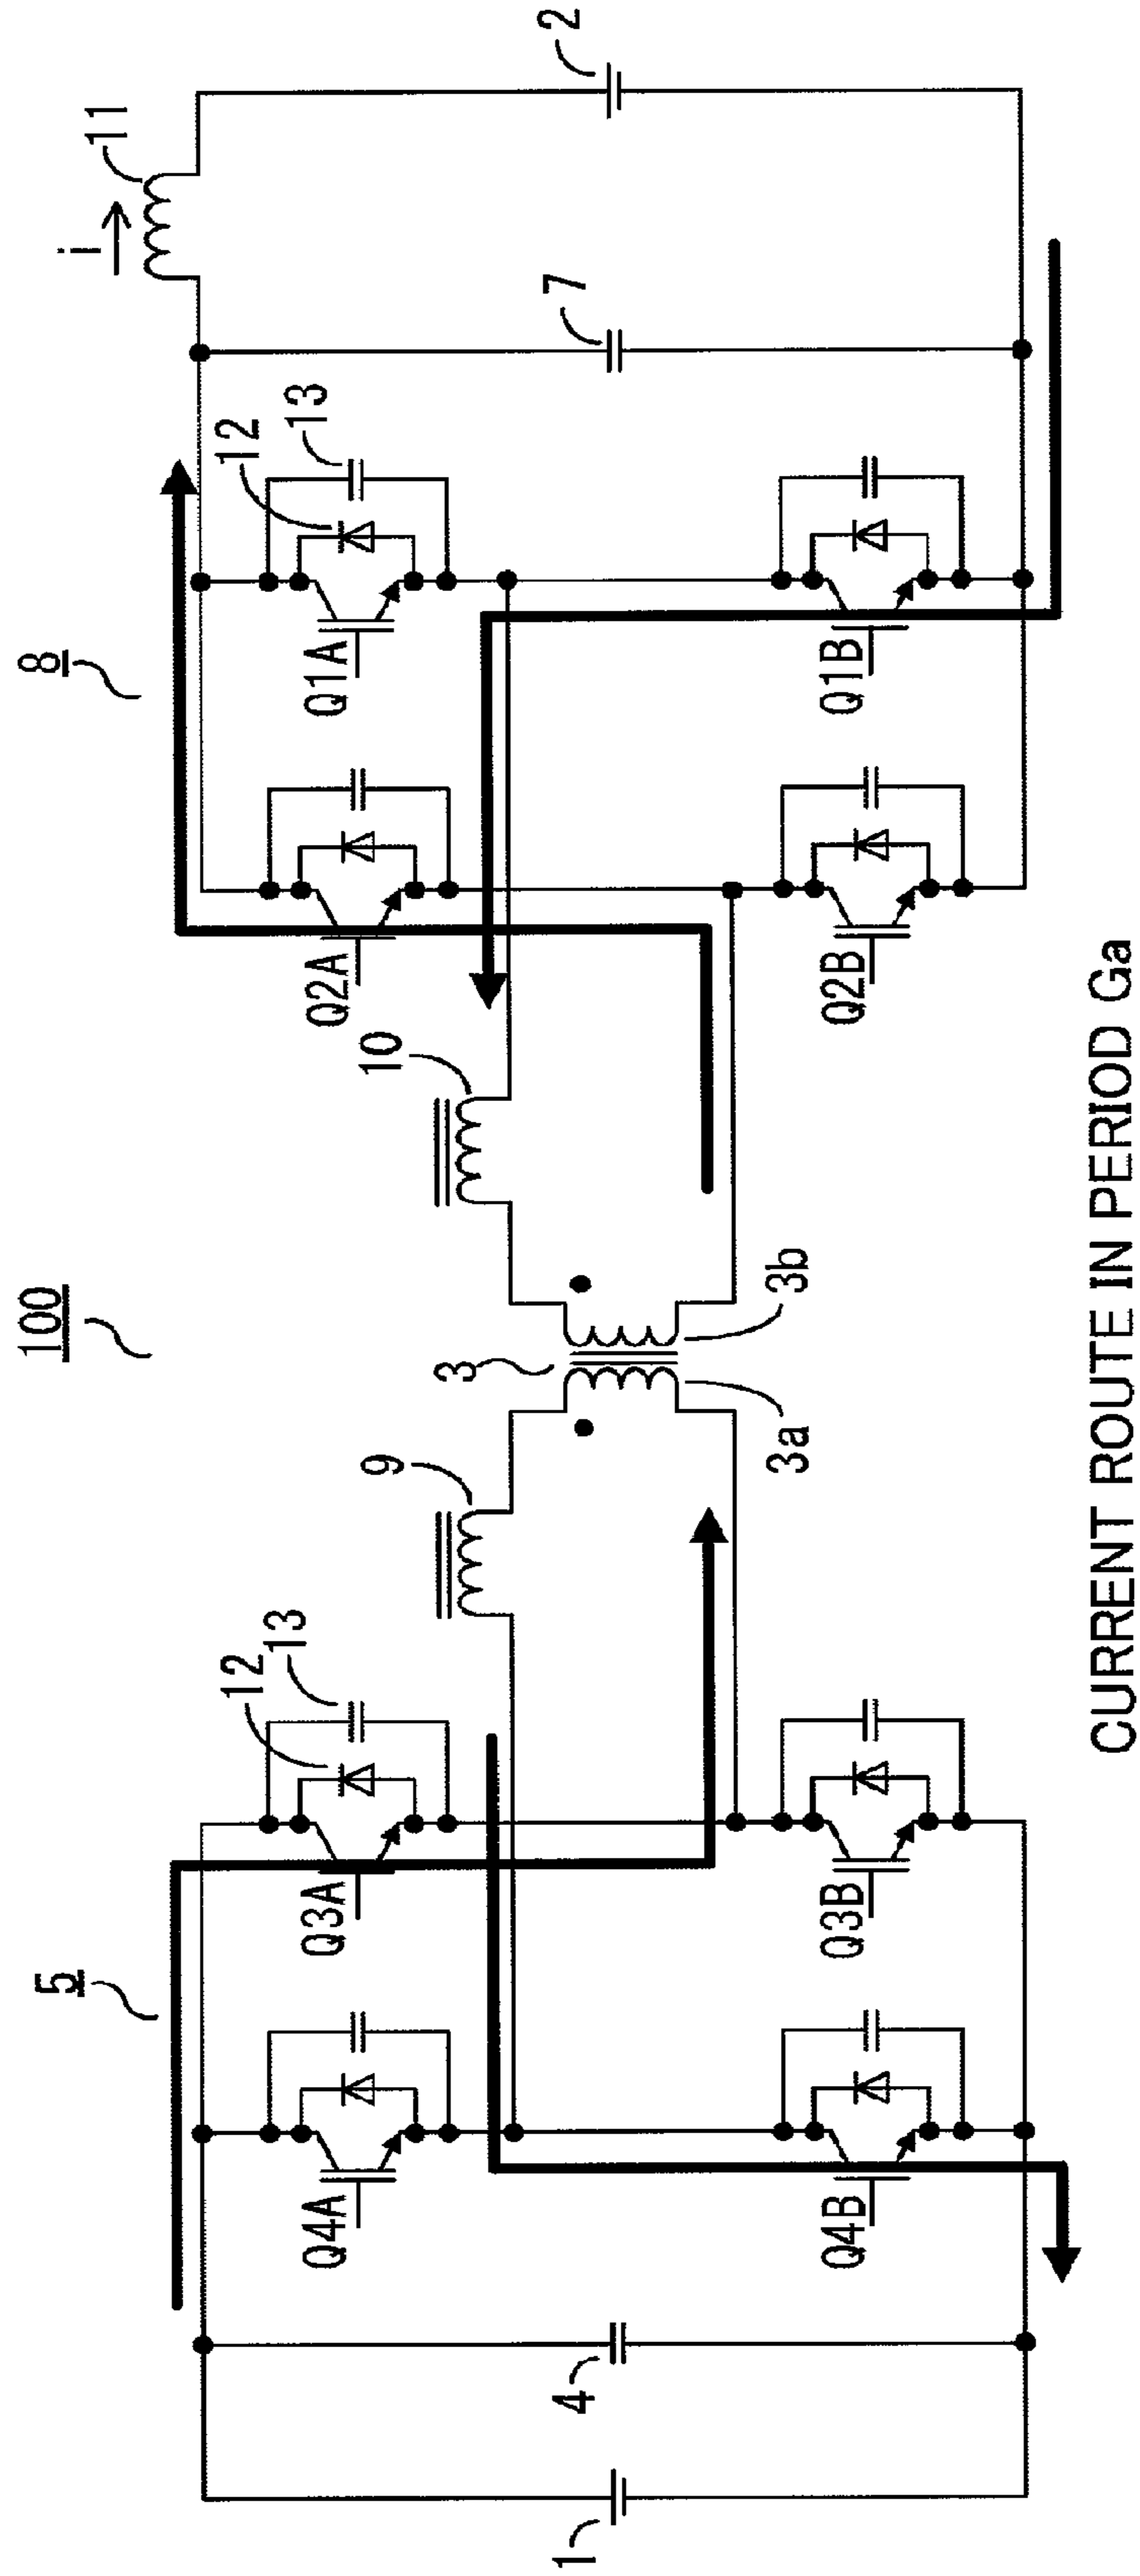 100
8
5
i
11
2
7
12
13
Q2A
Q1A
10
9
12
13
Q4A
Q3A
3
3a
3b
4
1
Q4B
Q3B
Q2B
Q1B
CURRENT ROUTE IN PERIOD Ga